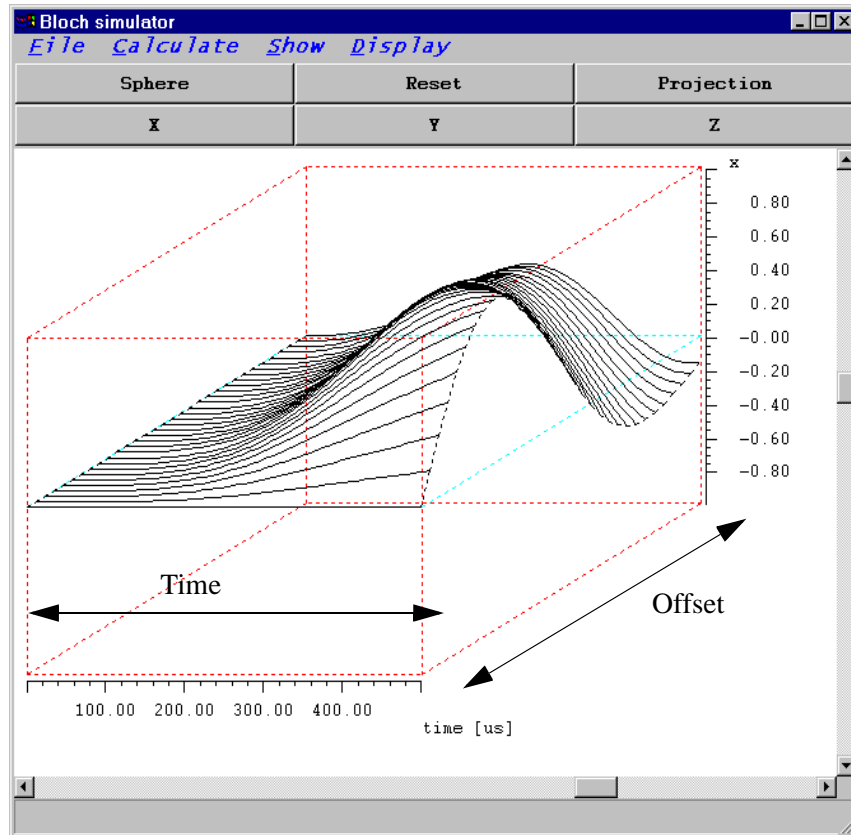 Bloch simulator
File Calculate Show Display
Sphere Reset Projection
X Y Z
x
0.80
0.60
0.40
0.20
-0.00
-0.20
-0.40
-0.60
-0.80
Time
Offset
100.00 200.00 300.00 400.00
time [us]